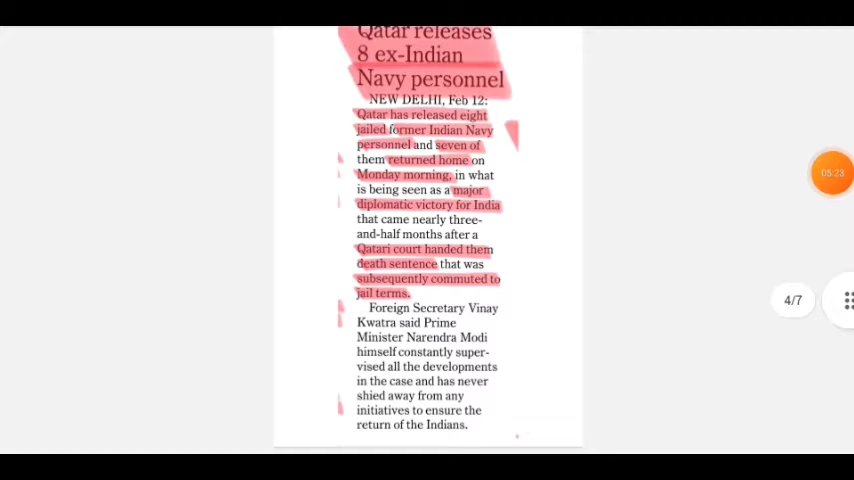 Qatar releases
8 ex-Indian
Navy personnel
NEW DELHI, Feb 12:
Qatar has released eight
jailed former Indian Navy
personnel and seven of
them returned home on
Monday morning, in what
is being seen as a major
diplomatic victory for India
that came nearly three-
and-half months after a
Qatari court handed them
death sentence that was
subsequently commuted to
jail terms.
Foreign Secretary Vinay
Kwatra said Prime
Minister Narendra Modi
himself constantly super-
vised all the developments
in the case and has never
shied away from any
initiatives to ensure the
return of the Indians.
05:23
4/7